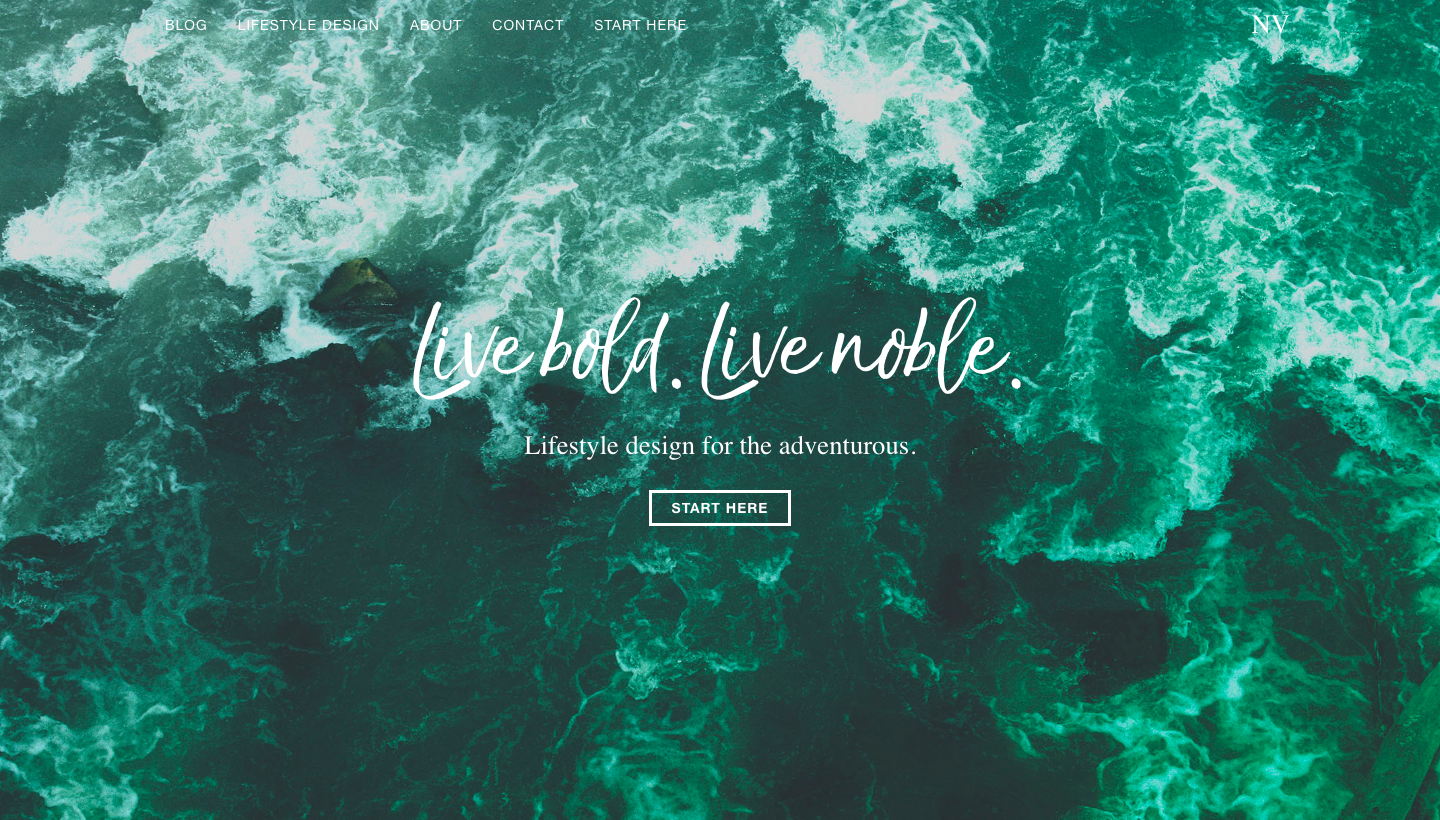 BLOG LIFESTYLE DESIGN ABOUT CONTACT START HERE NV
Live bold. Live noble.
Lifestyle design for the adventurous.
START HERE